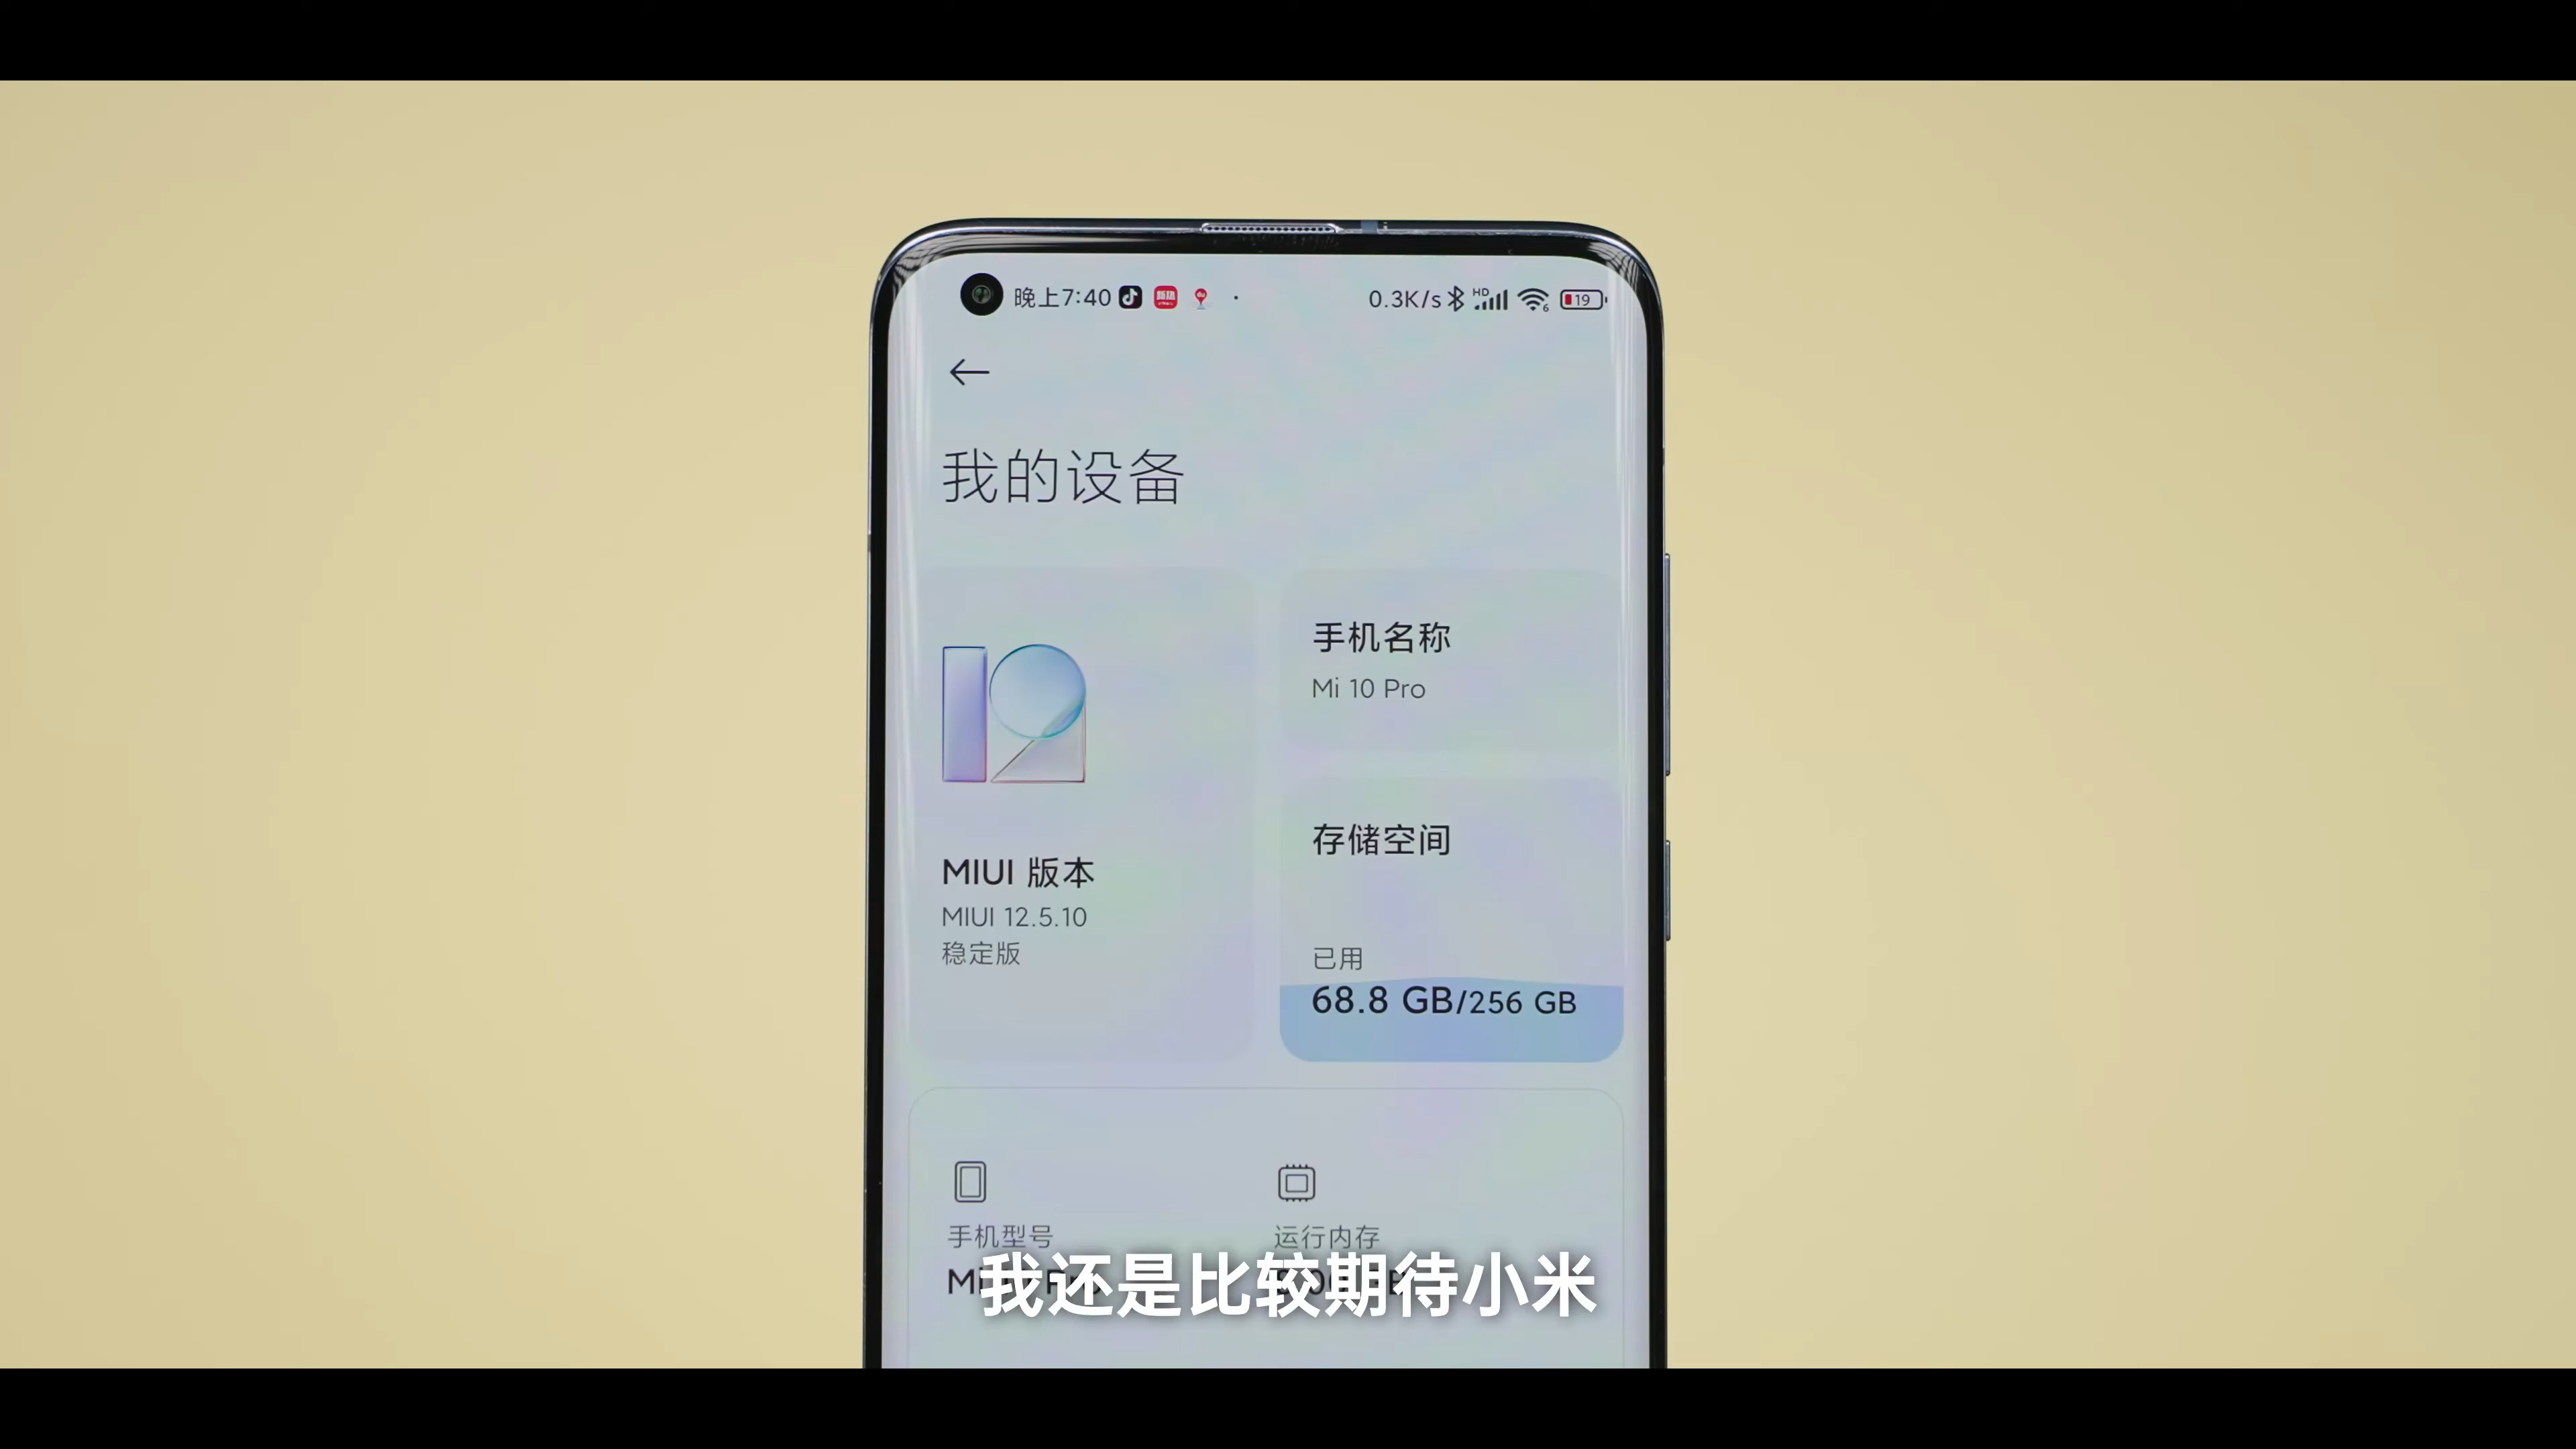 晚上7:40
0.3K/s HD 6 19
我的设备
手机名称
Mi 10 Pro
MIUI 版本
MIUI 12.5.10
稳定版
存储空间
已用
68.8 GB/256 GB
手机型号
运行内存
我还是比较期待小米